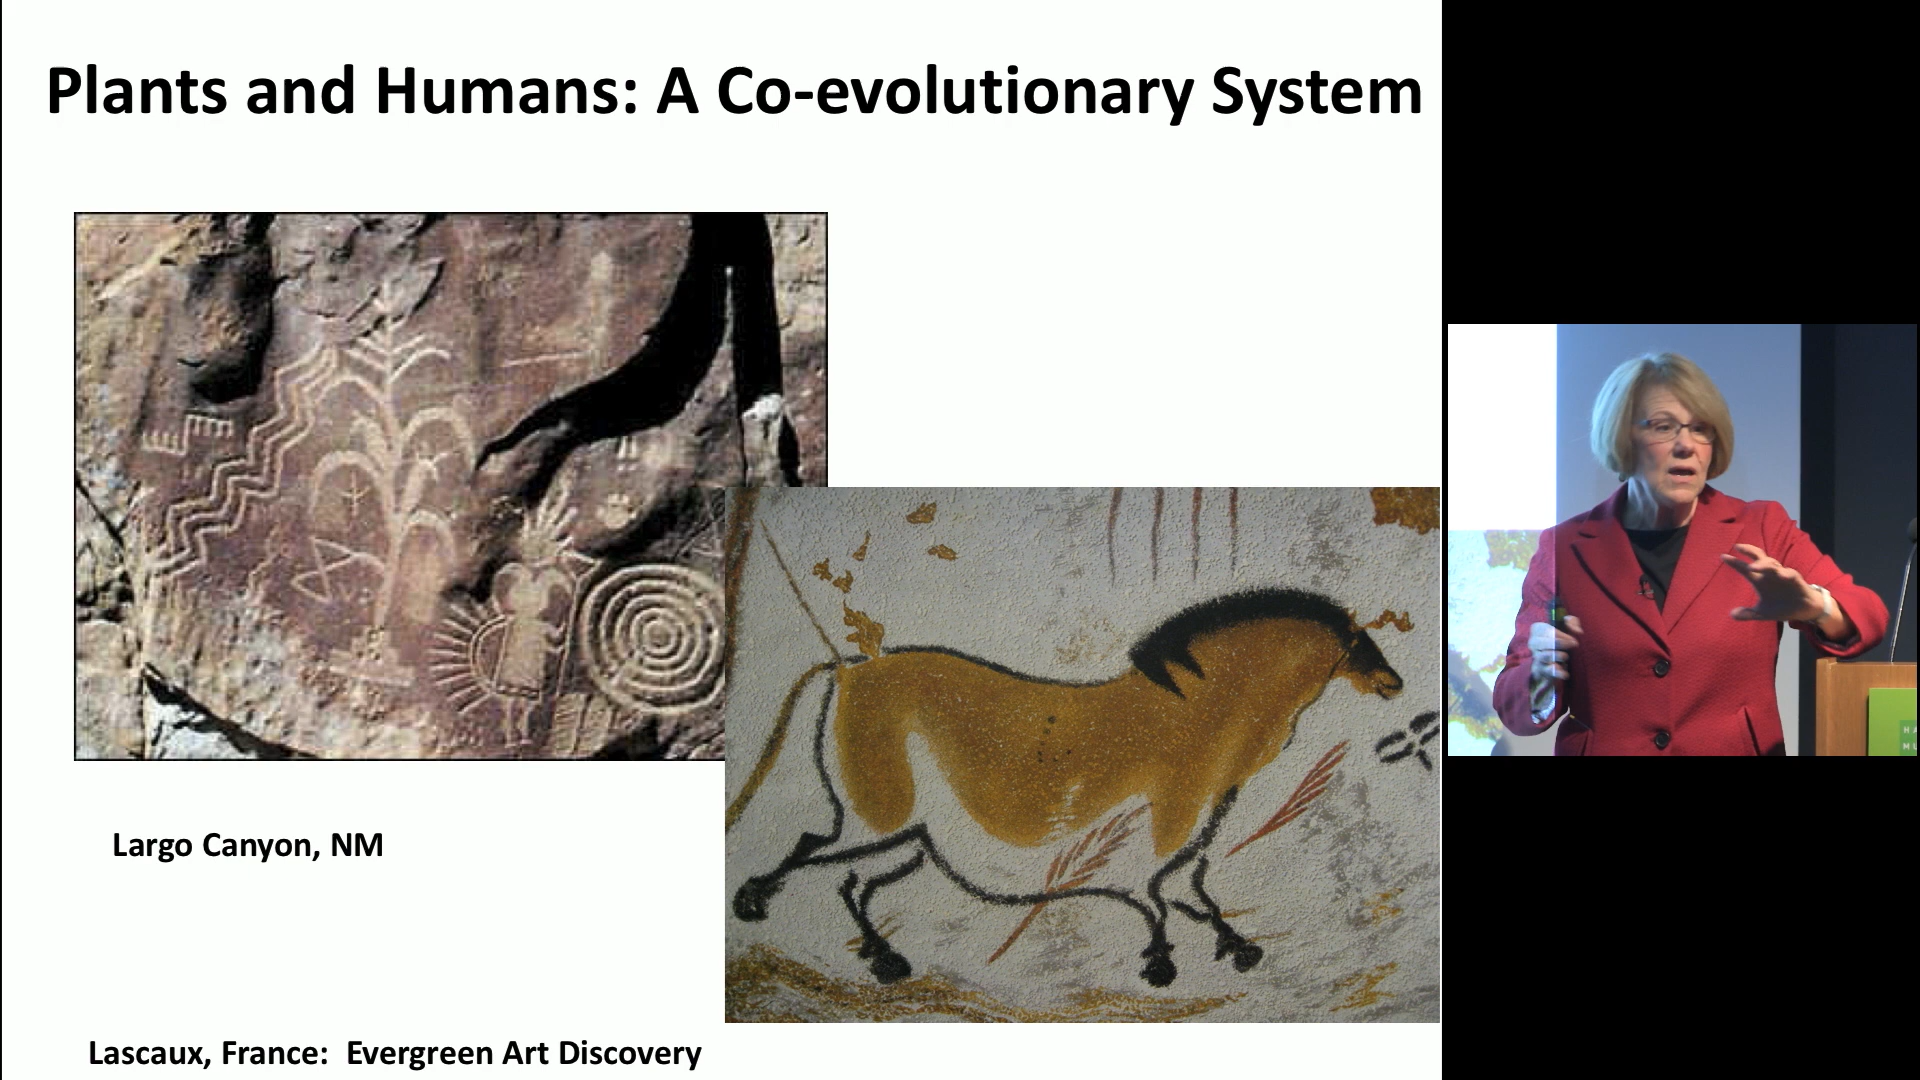 Plants and Humans: A Co-evolutionary System
Largo Canyon, NM
Lascaux, France:  Evergreen Art Discovery